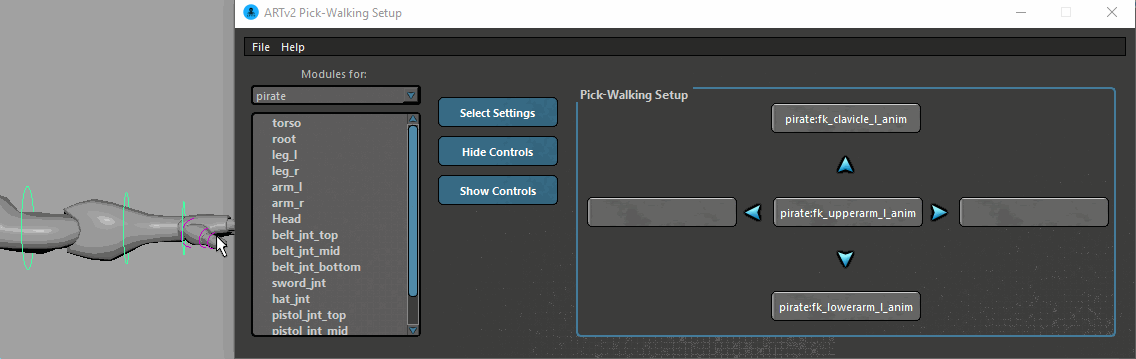 ARTv2 Pick-Walking Setup
File Help
Modules for:
pirate
torso
root
leg_l
leg_r
arm_l
arm_r
Head
belt_jnt_top
belt_jnt_mid
belt_jnt_bottom
sword_jnt
hat_jnt
pistol_jnt_top
pistol_jnt_mid
Select Settings
Hide Controls
Show Controls
Pick-Walking Setup
pirate:fk_clavicle_l_anim
pirate:fk_upperarm_l_anim
pirate:fk_lowerarm_l_anim